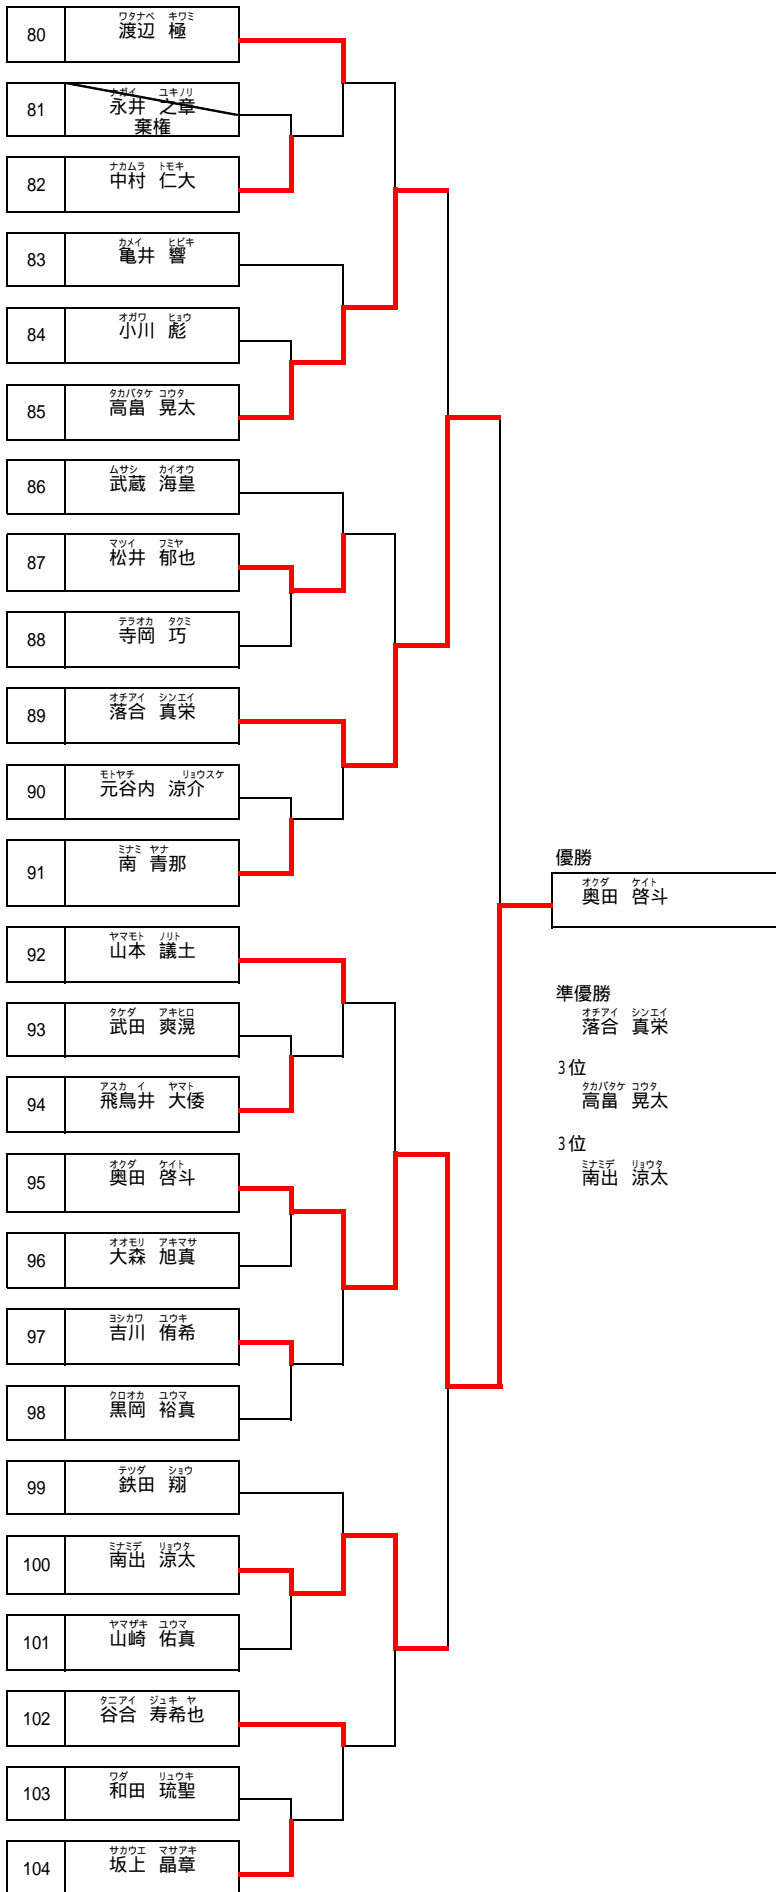 ワタナベ キワミ
80 渡辺 極
ナガイ ユキノリ
81 永井 之章
棄権
ナカムラ トモキ
82 中村 仁大
カメイ ヒビキ
83 亀井 響
オガワ ヒョウ
84 小川 彪
タカバタケ コウタ
85 高畠 晃太
ムサシ カイオウ
86 武蔵 海皇
マツイ フミヤ
87 松井 郁也
テラオカ タクミ
88 寺岡 巧
オチアイ シンエイ
89 落合 真栄
モトヤチ リョウスケ
90 元谷内 涼介
ミナミ ヤナ
91 南 青那
ヤマモト ノリト
92 山本 議土
タケダ アキヒロ
93 武田 爽滉
アスカ イ ヤマト
94 飛鳥井 大倭
オクダ ケイト
95 奥田 啓斗
オオモリ アキマサ
96 大森 旭真
ヨシカワ ユウキ
97 吉川 侑希
クロオカ ユウマ
98 黒岡 裕真
テツダ ショウ
99 鉄田 翔
ミナミデ リョウタ
100 南出 涼太
ヤマザキ ユウマ
101 山崎 佑真
タニアイ ジュキ ヤ
102 谷合 寿希也
ワダ リュウキ
103 和田 琉聖
サカウエ マサアキ
104 坂上 晶章
優勝
オクダ ケイト
奥田 啓斗
準優勝
オチアイ シンエイ
落合 真栄
3位
タカバタケ コウタ
高畠 晃太
3位
ミナミデ リョウタ
南出 涼太